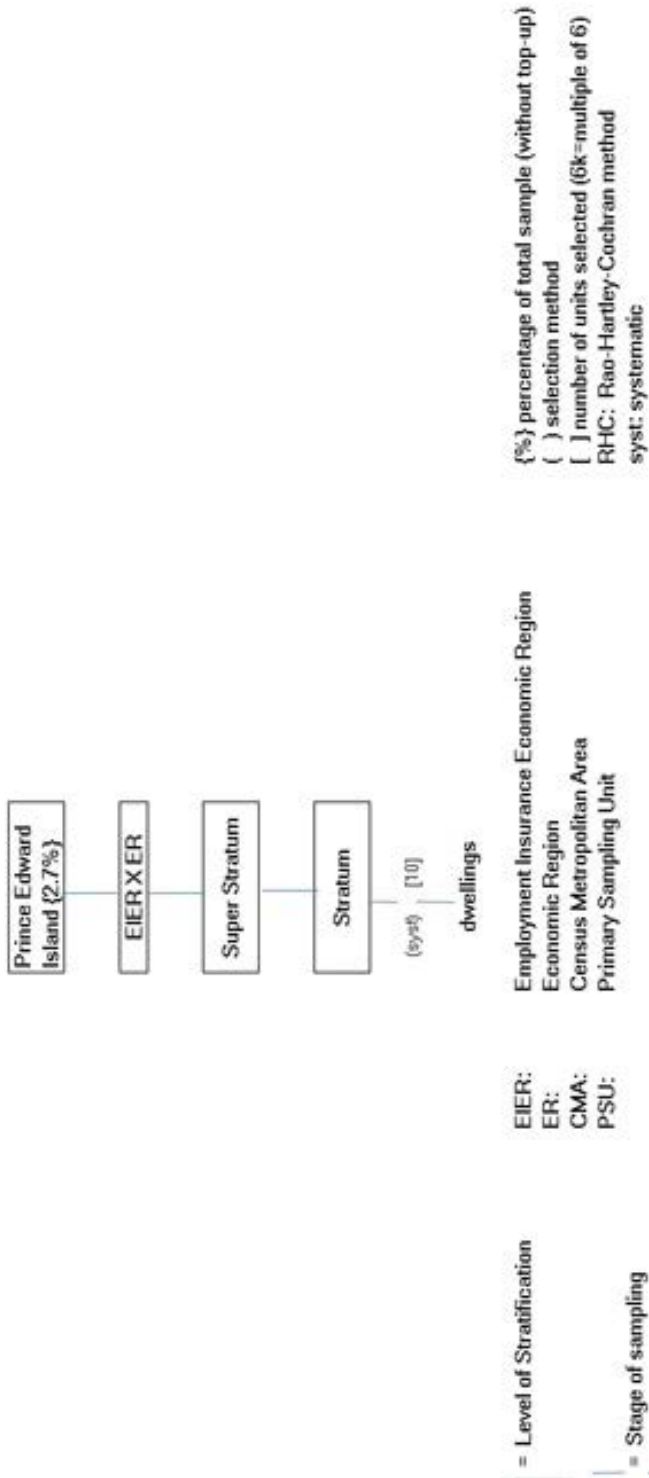 Prince Edward
Island {2.7%}
EIER X ER
Super Stratum
Stratum
(syst) [10]
dwellings
= Level of Stratification
= Stage of sampling
EIER: Employment Insurance Economic Region
ER: Economic Region
CMA: Census Metropolitan Area
PSU: Primary Sampling Unit
{%} percentage of total sample (without top-up)
( ) selection method
[ ] number of units selected (6k=multiple of 6)
RHC: Rao-Hartley-Cochran method
syst: systematic